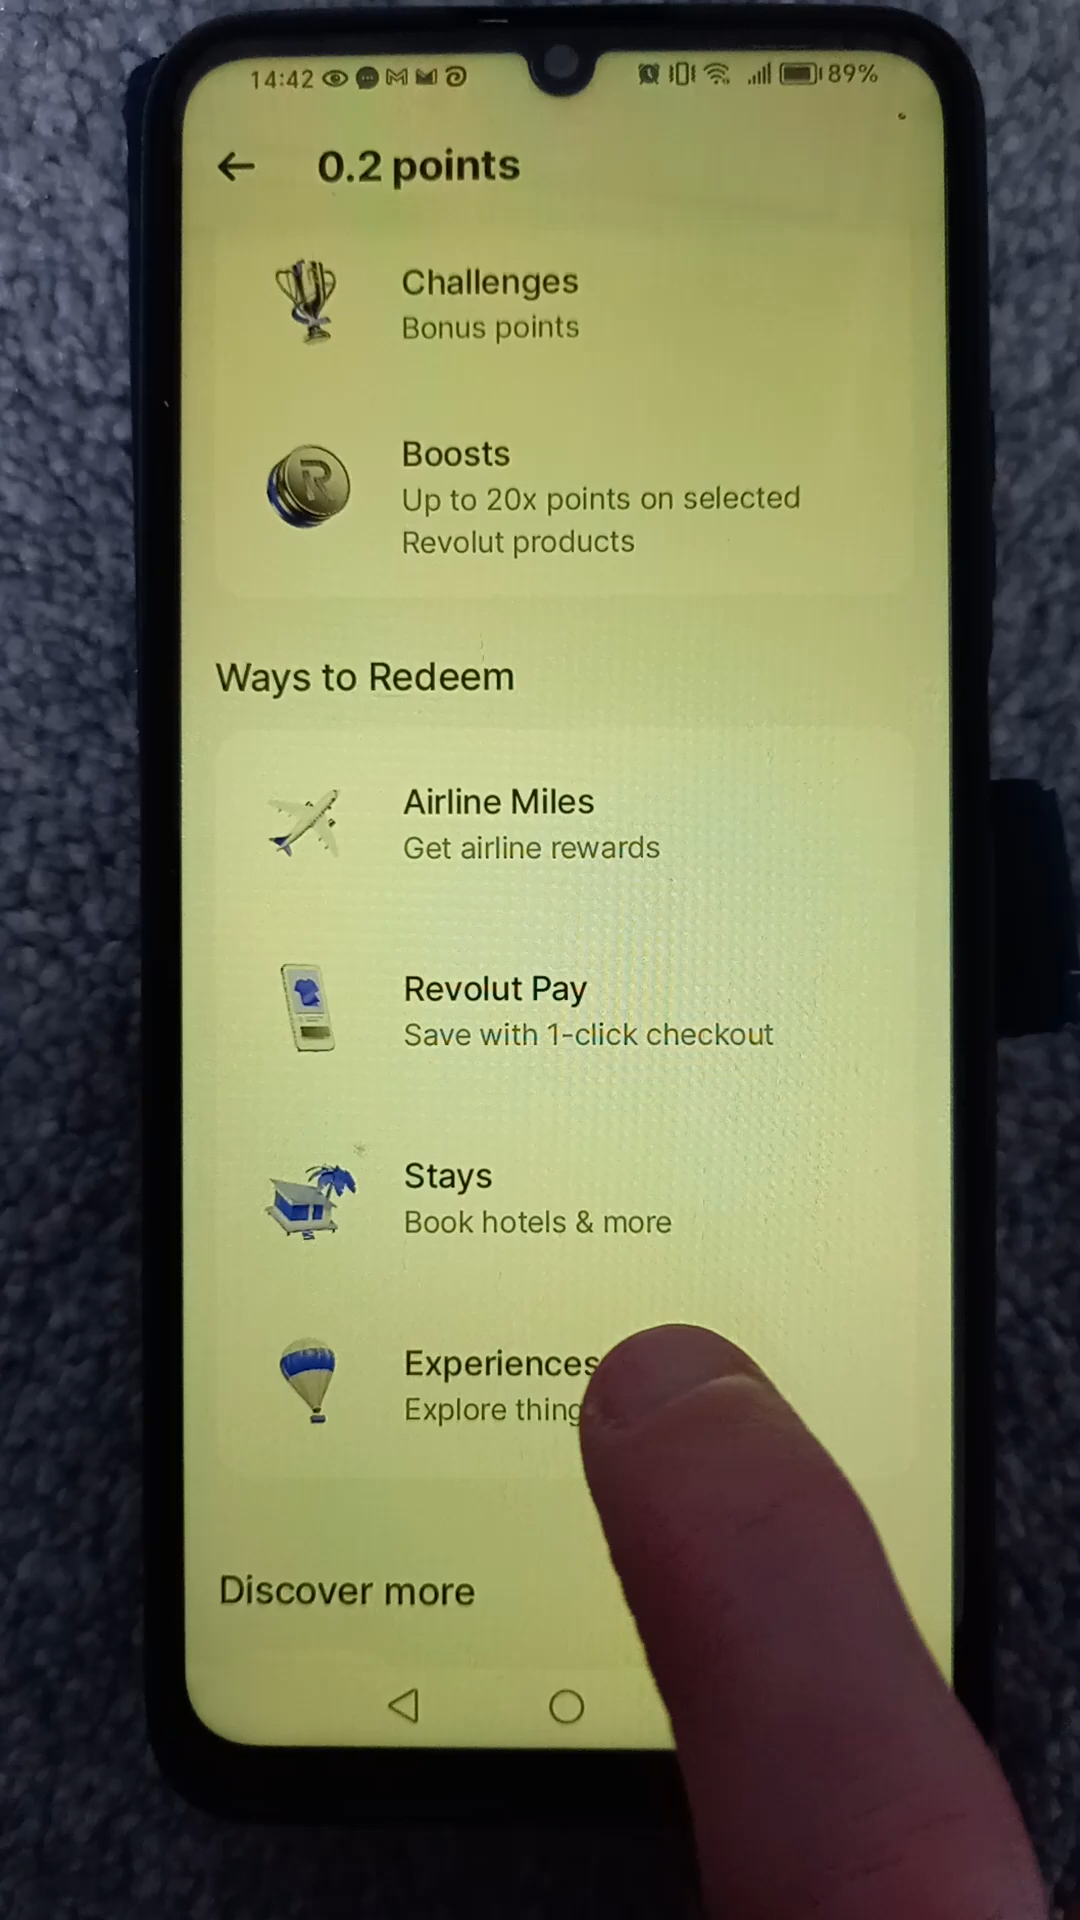 14:42
89%
0.2 points
Challenges
Bonus points
Boosts
Up to 20x points on selected
Revolut products
Ways to Redeem
Airline Miles
Get airline rewards
Revolut Pay
Save with 1-click checkout
Stays
Book hotels & more
Experiences
Explore
Discover more